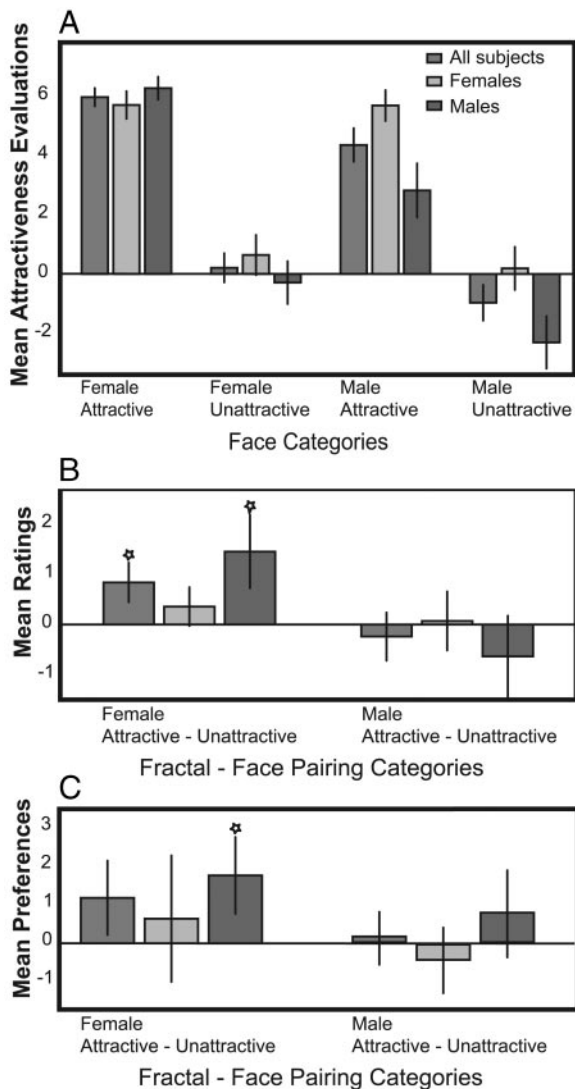 A
Mean Attractiveness Evaluations
6
4
2
0
-2
All subjects
Females
Males
Female Attractive
Female Unattractive
Male Attractive
Male Unattractive
Face Categories
B
Mean Ratings
2
1
0
-1
Female
Attractive - Unattractive
Male
Attractive - Unattractive
Fractal - Face Pairing Categories
C
Mean Preferences
3
2
1
0
-1
Female
Attractive - Unattractive
Male
Attractive - Unattractive
Fractal - Face Pairing Categories